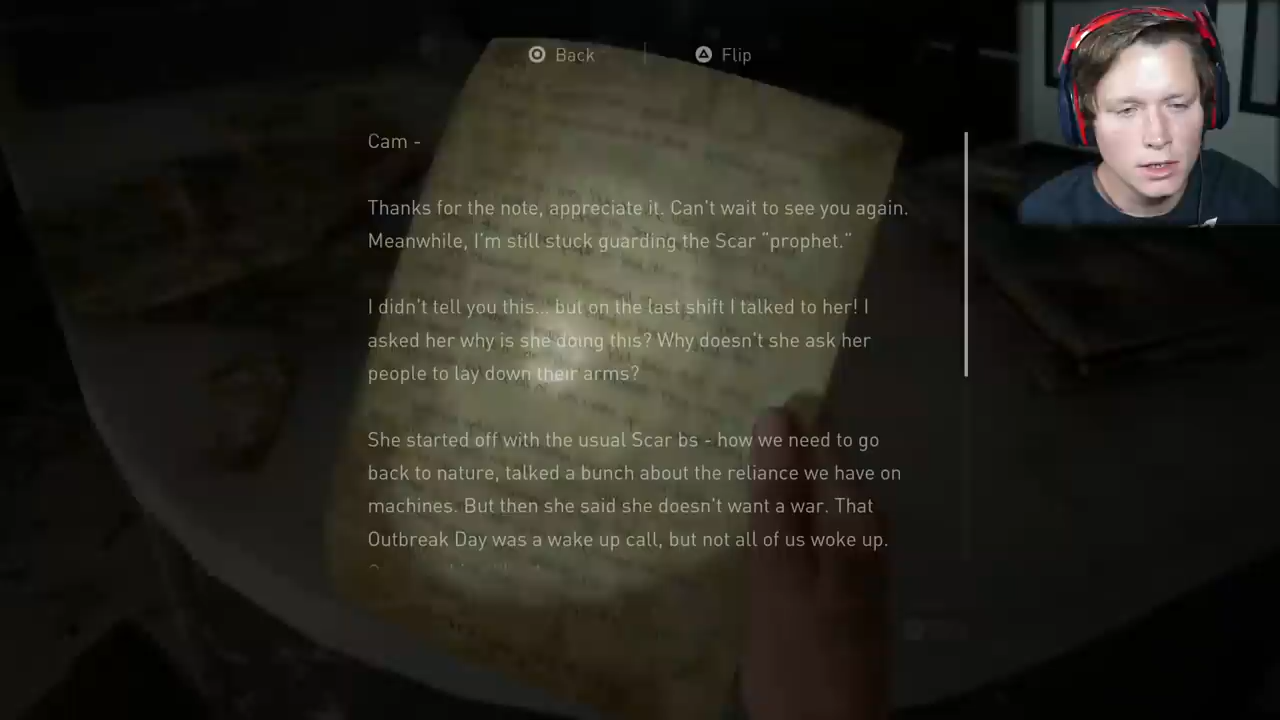 Back
Flip
Cam -
Thanks for the note, appreciate it. Can't wait to see you again.
Meanwhile, I'm still stuck guarding the Scar "prophet."
I didn't tell you this... but on the last shift I talked to her! I
asked her why is she doing this? Why doesn't she ask her
people to lay down their arms?
She started off with the usual Scar bs - how we need to go
back to nature, talked a bunch about the reliance we have on
machines. But then she said she doesn't want a war. That
Outbreak Day was a wake up call, but not all of us woke up.